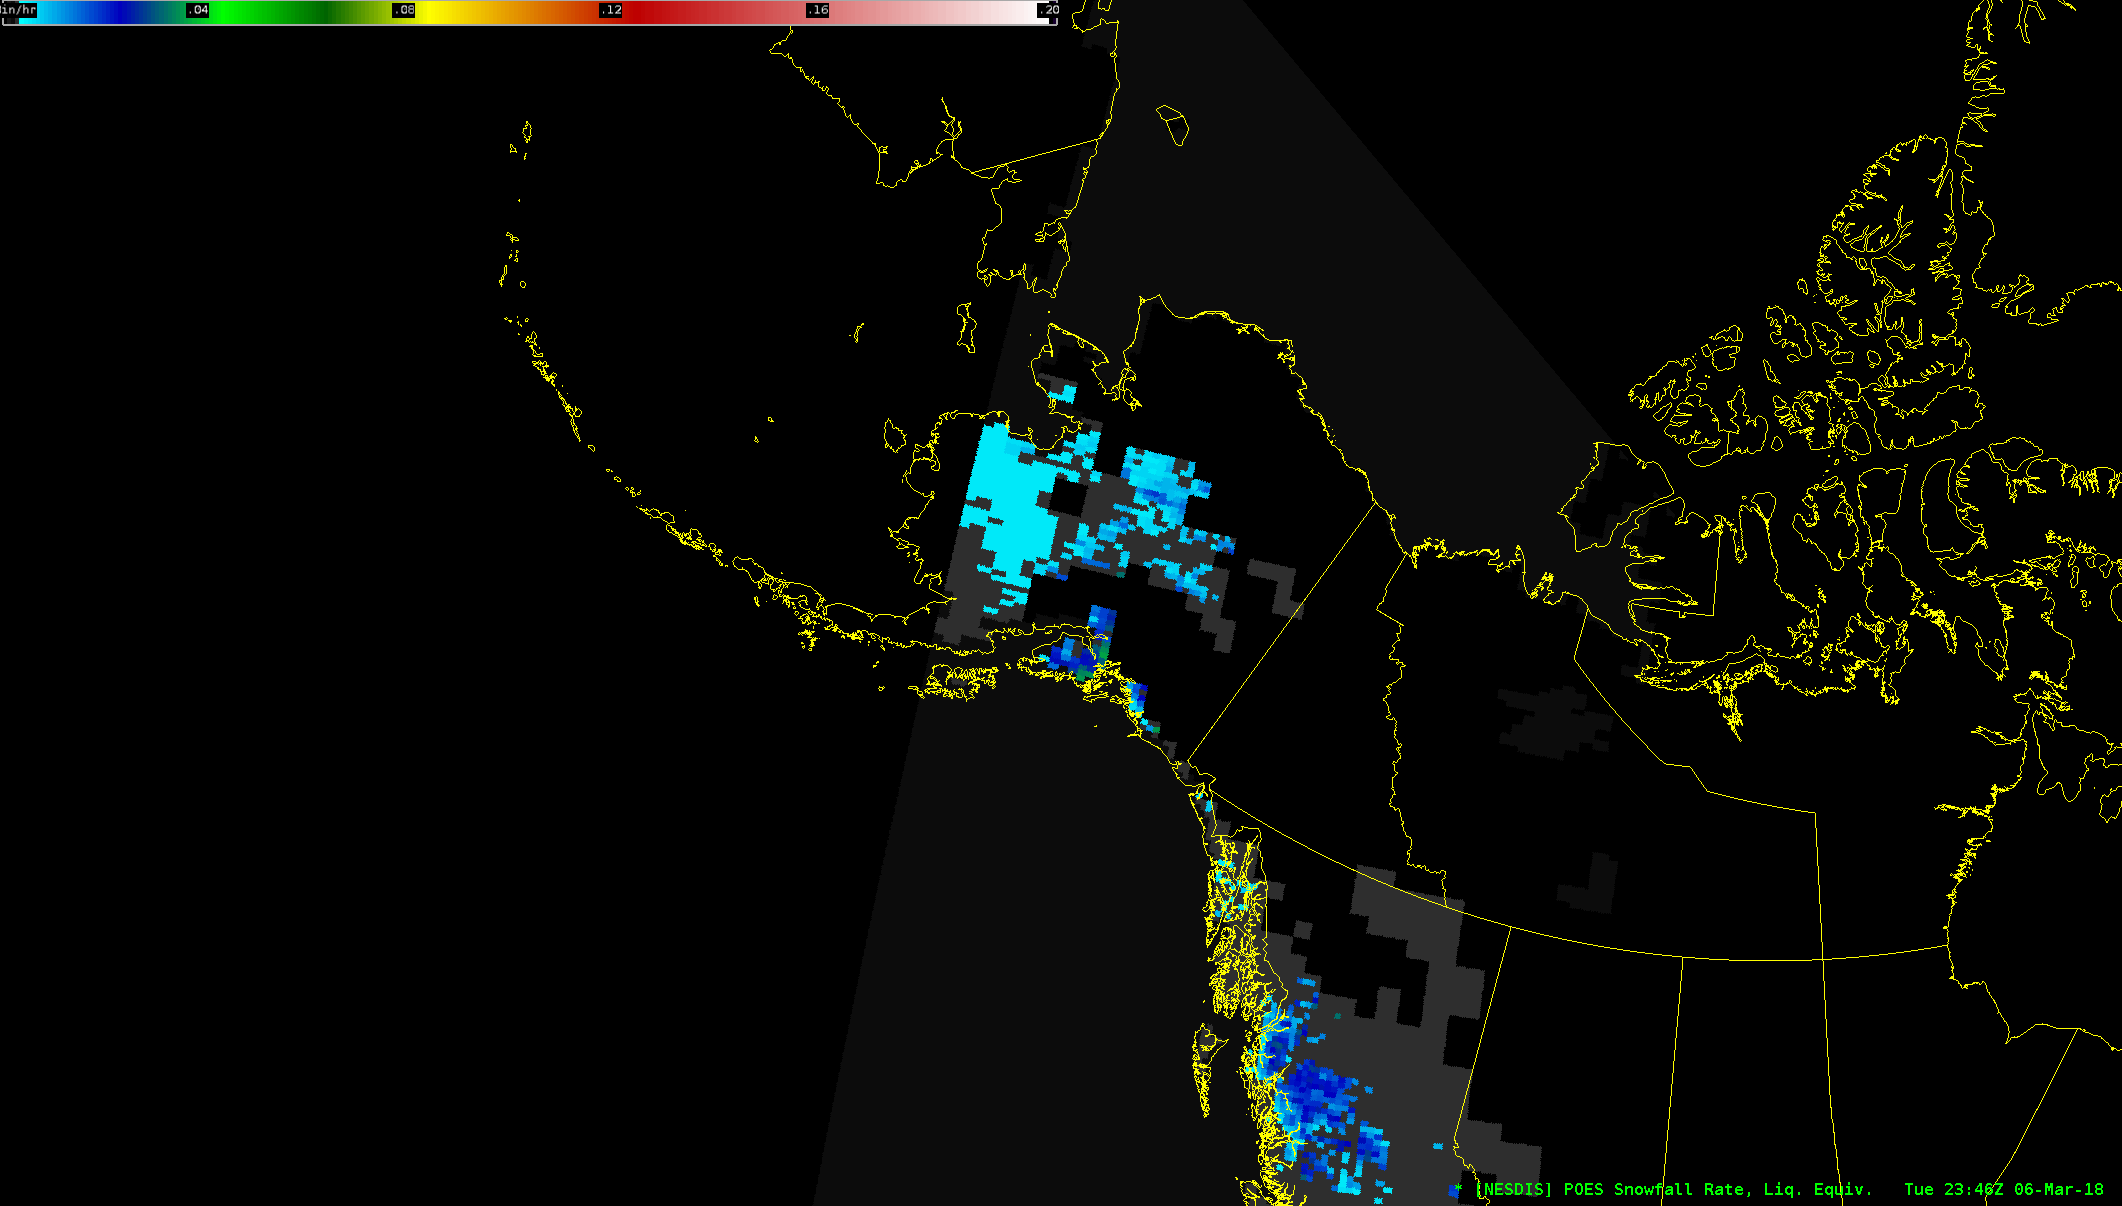 in/hr .04 .08 .12 .16 .20
* [NESDIS] POES Snowfall Rate, Liq. Equiv. Tue 23:46Z 06-Mar-18